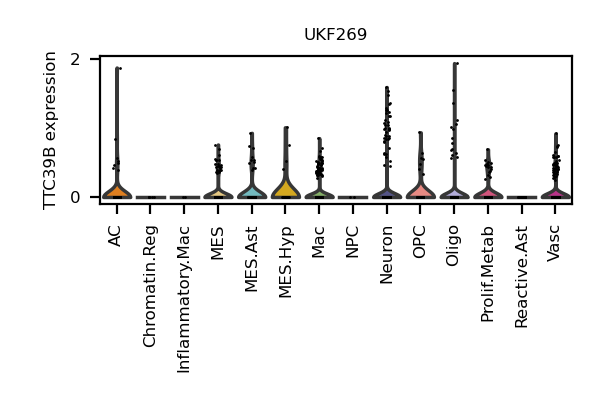 UKF269
TTC39B expression
2
0
AC
Chromatin.Reg
Inflammatory.Mac
MES
MES.Ast
MES.Hyp
Mac
NPC
Neuron
OPC
Oligo
Prolif.Metab
Reactive.Ast
Vasc